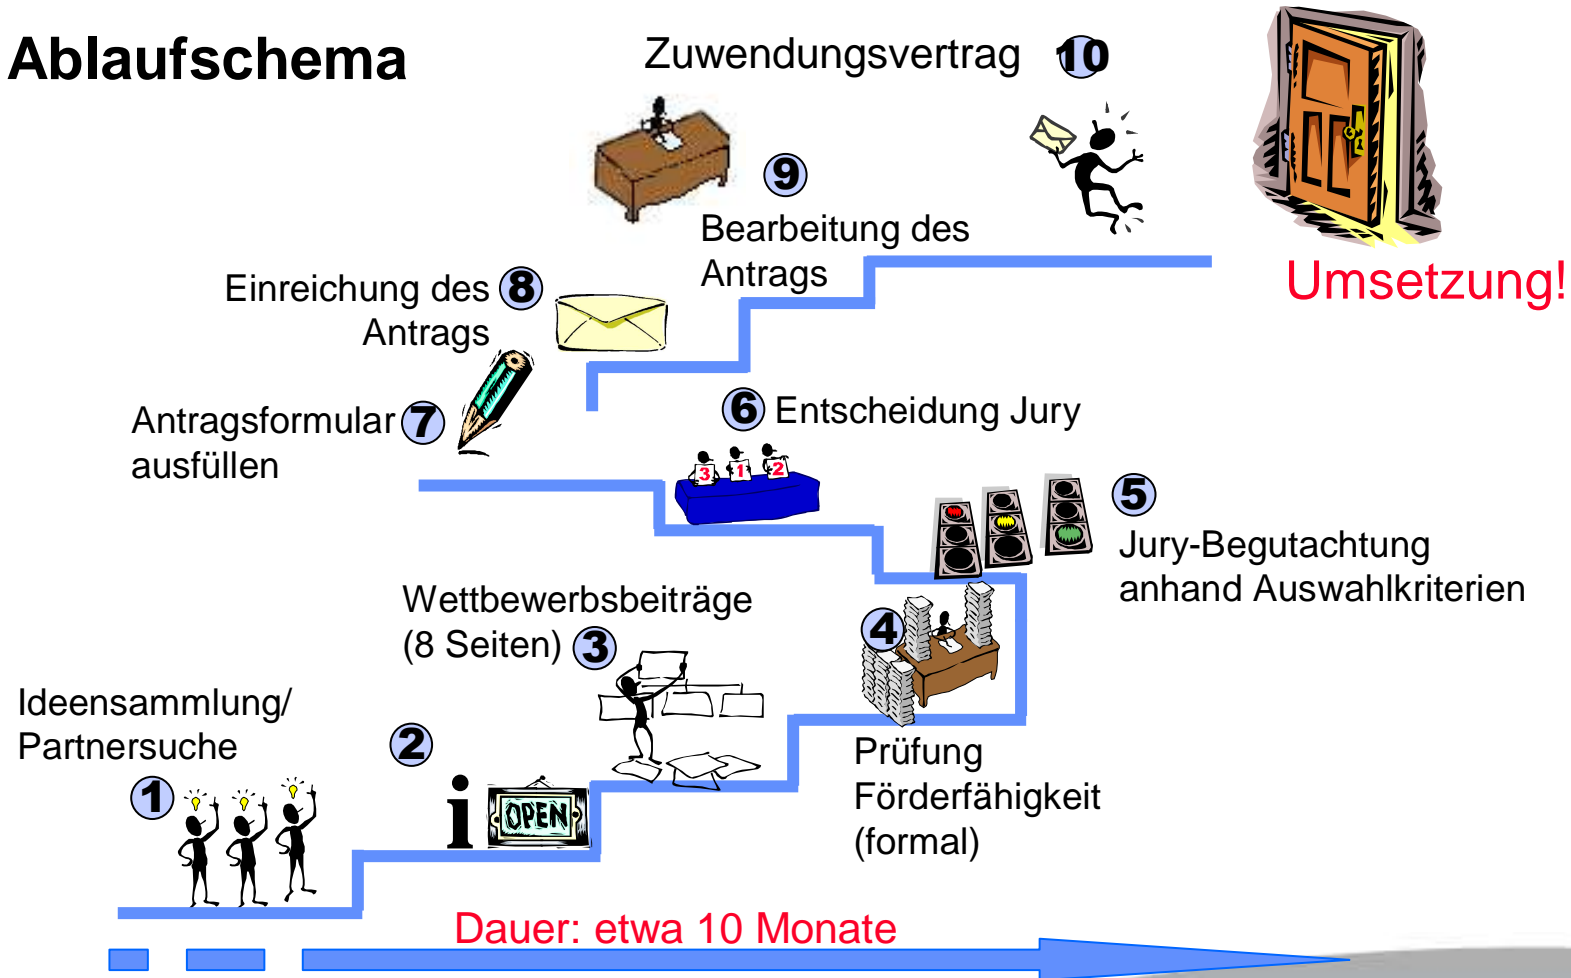 Ablaufschema
Zuwendungsvertrag 10
9
Bearbeitung des
Antrags
Umsetzung!
Einreichung des 8
Antrags
Antragsformular 7
ausfüllen
6 Entscheidung Jury
3 1 2
5
Jury-Begutachtung
anhand Auswahlkriterien
Wettbewerbsbeiträge
(8 Seiten) 3
4
Prüfung
Förderfähigkeit
(formal)
Ideensammlung/
Partnersuche
1
2
i OPEN
Dauer: etwa 10 Monate